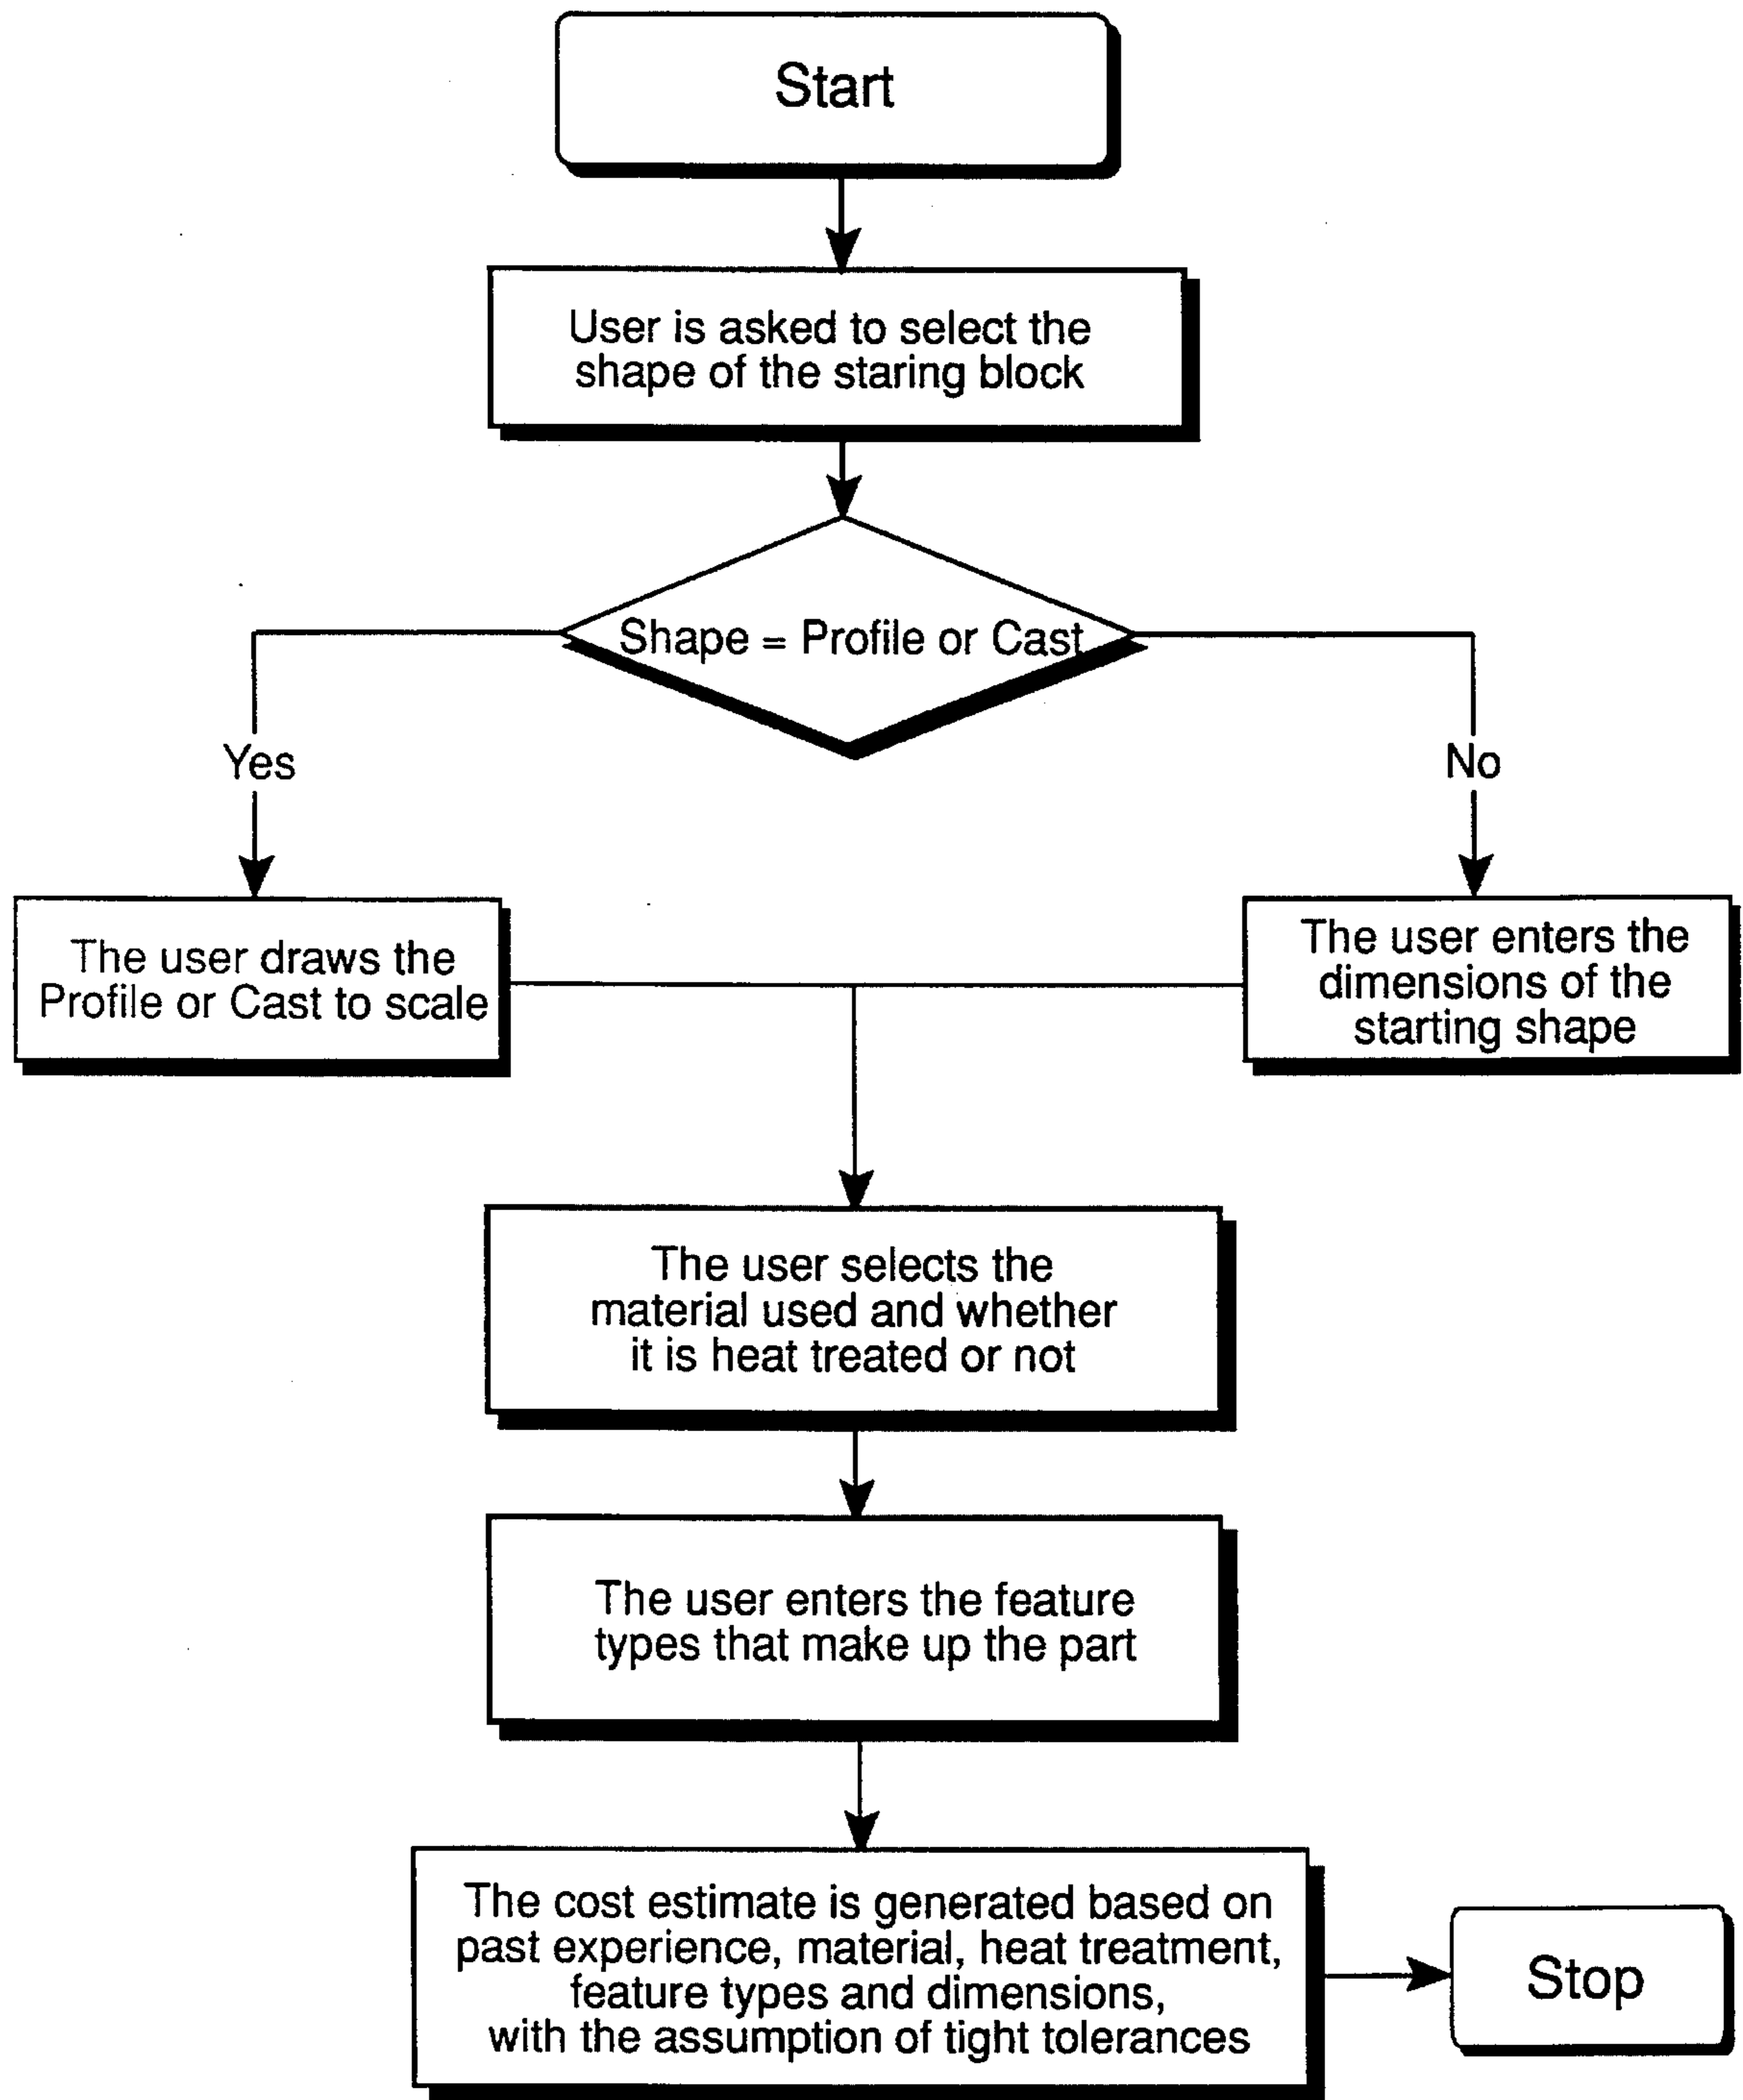 Start
User is asked to select the
shape of the staring block
Shape = Profile or Cast
Yes
No
The user draws the
Profile or Cast to scale
The user enters the
dimensions of the
starting shape
The user selects the
material used and whether
it is heat treated or not
The user enters the feature
types that make up the part
The cost estimate is generated based on
past experience, material, heat treatment,
feature types and dimensions,
with the assumption of tight tolerances
Stop